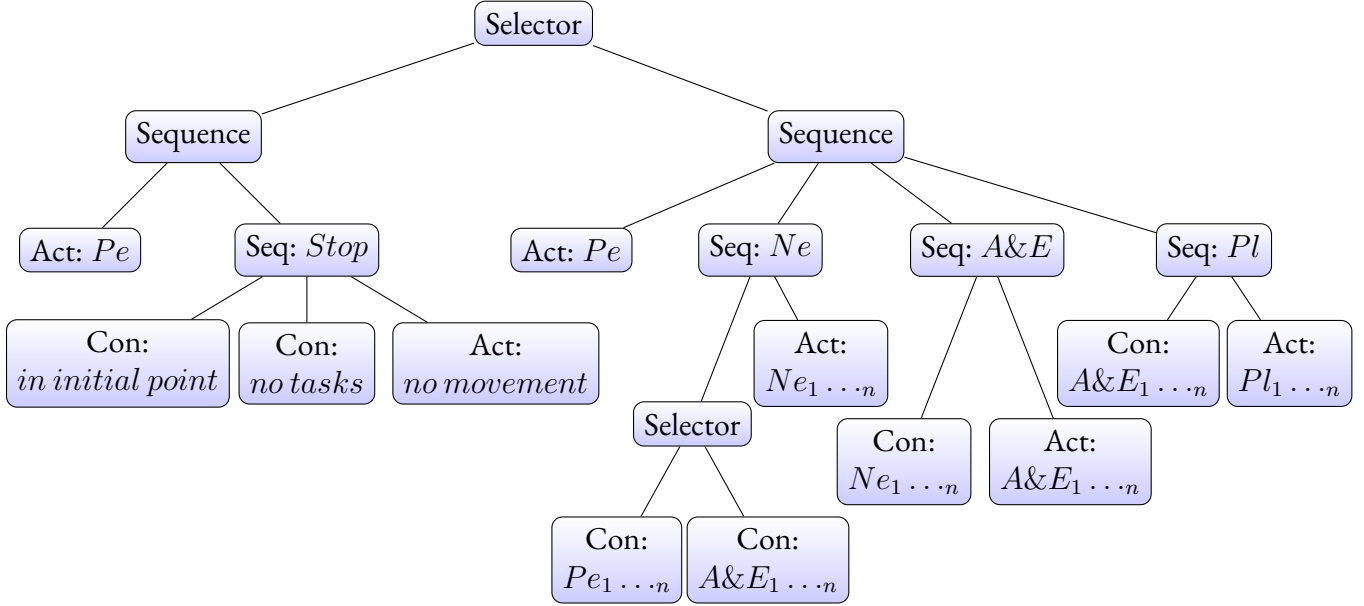 Selector
Sequence
Sequence
Act: Pe
Seq: Stop
Act: Pe
Seq: Ne
Seq: A&E
Seq: Pl
Con:
in initial point
Con:
no tasks
Act:
no movement
Act:
Ne₁ …ₙ
Con:
A&E₁ …ₙ
Act:
Pl₁ …ₙ
Selector
Con:
Ne₁ …ₙ
Act:
A&E₁ …ₙ
Con:
Pe₁ …ₙ
Con:
A&E₁ …ₙ